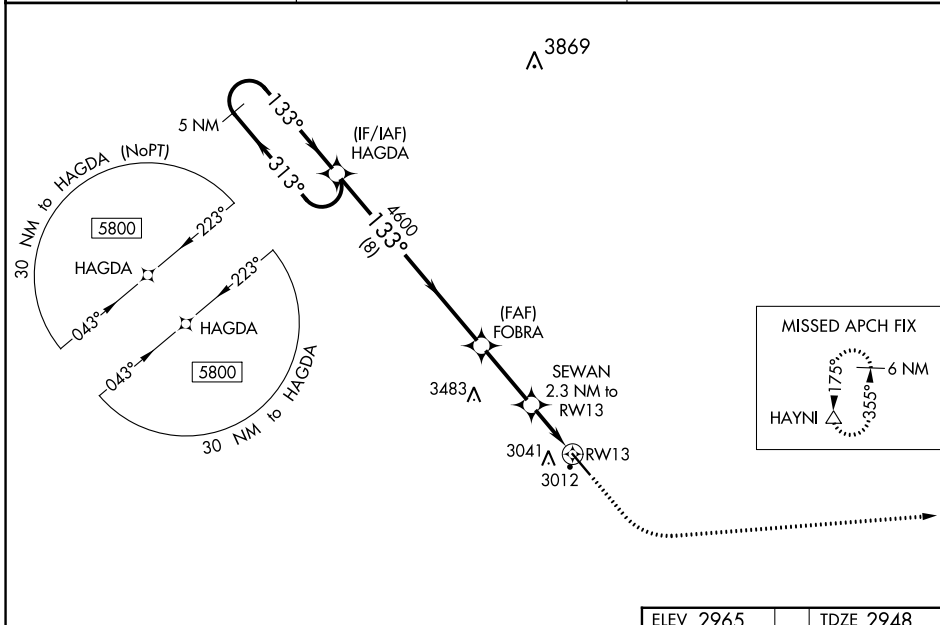 3869
133°
5 NM
313°
(IF/IAF)
HAGDA
30 NM to HAGDA (NoPT)
5800
223°
HAGDA
043°
4600
133°
(8)
223°
HAGDA
043°
5800
30 NM to HAGDA
(FAF)
FOBRA
3483
SEWAN
2.3 NM to
RW13
3041
RW13
3012
MISSED APCH FIX
175°
6 NM
355°
HAYNI
ELEV 2965
TDZE 2948